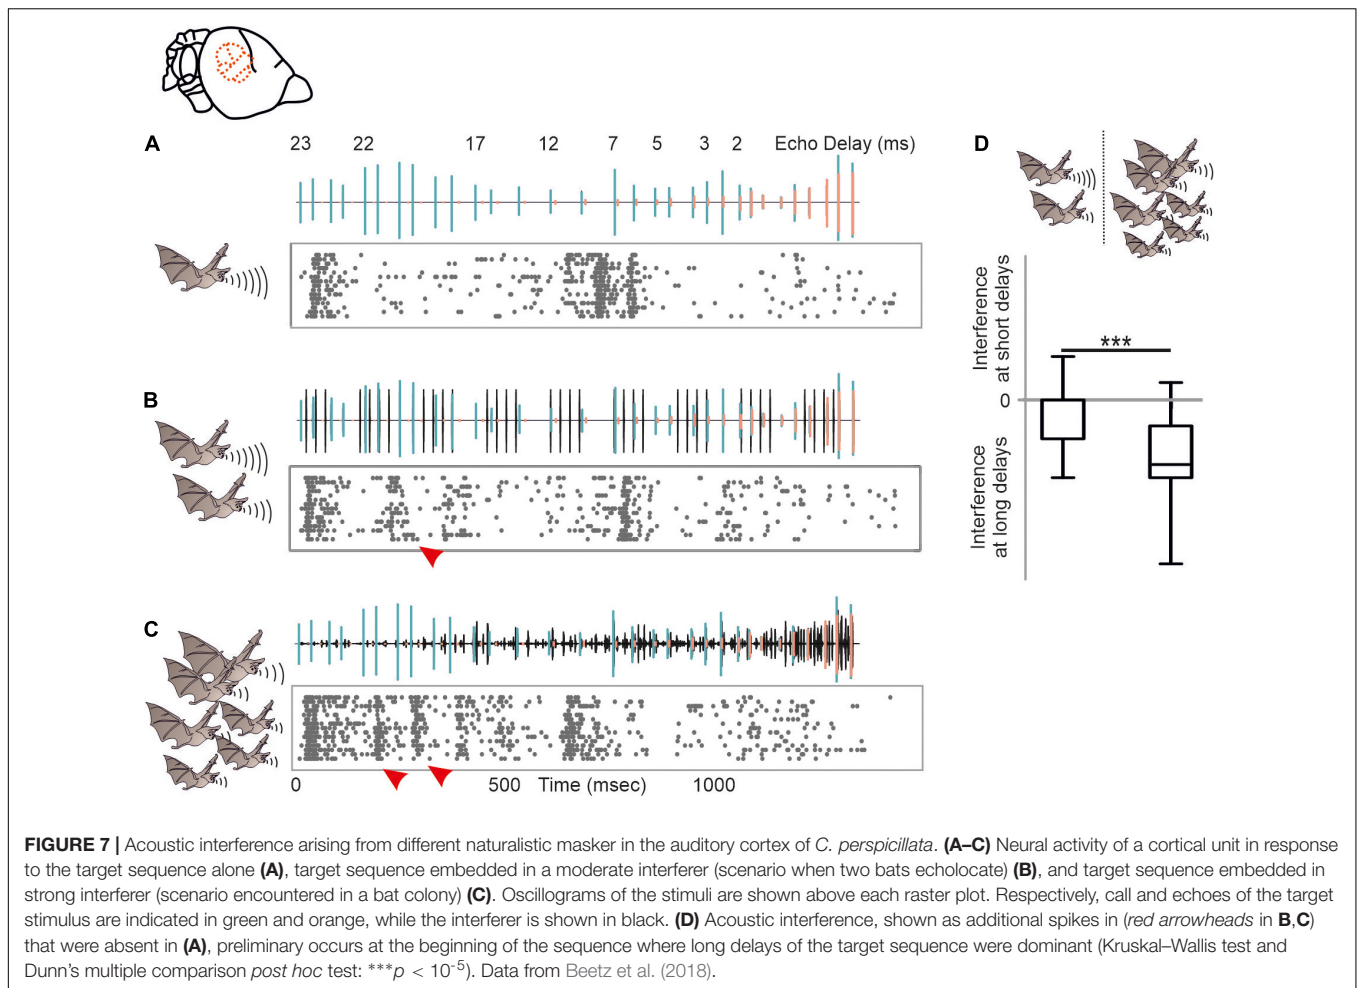 A
23 22 17 12 7 5 3 2 Echo Delay (ms)
B
C
0 500 Time (msec) 1000
D
Interference
at short delays
***
0
Interference
at long delays
FIGURE 7 | Acoustic interference arising from different naturalistic masker in the auditory cortex of C. perspicillata. (A–C) Neural activity of a cortical unit in response
to the target sequence alone (A), target sequence embedded in a moderate interferer (scenario when two bats echolocate) (B), and target sequence embedded in
strong interferer (scenario encountered in a bat colony) (C). Oscillograms of the stimuli are shown above each raster plot. Respectively, call and echoes of the target
stimulus are indicated in green and orange, while the interferer is shown in black. (D) Acoustic interference, shown as additional spikes in (red arrowheads in B,C)
that were absent in (A), preliminary occurs at the beginning of the sequence where long delays of the target sequence were dominant (Kruskal–Wallis test and
Dunn's multiple comparison post hoc test: ***p < 10-5). Data from Beetz et al. (2018).